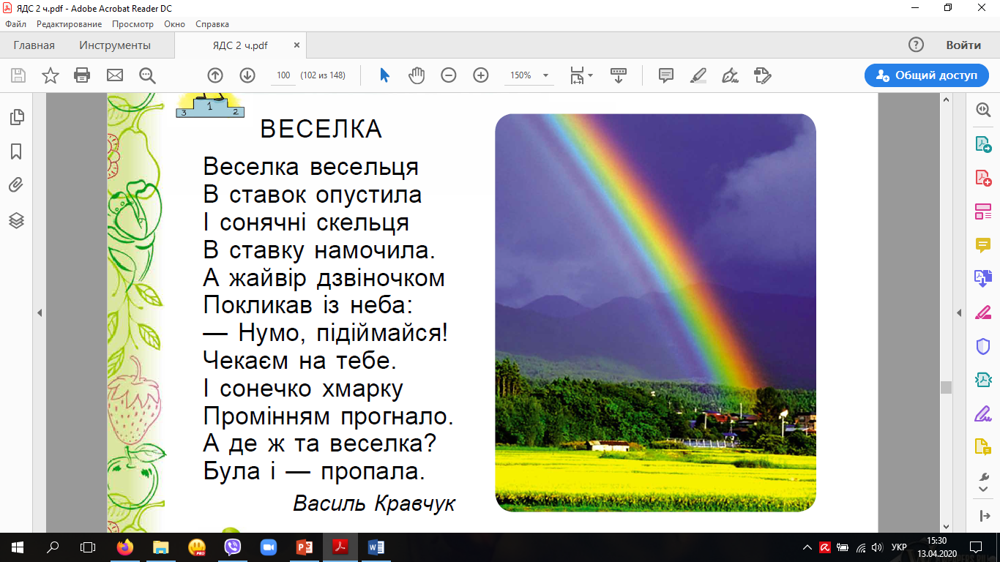 ЯДС 2 ч.pdf - Adobe Acrobat Reader DC
Файл Редактирование Просмотр Окно Справка
Главная Инструменты ЯДС 2 ч.pdf × Войти
100 (102 из 148) 150% Общий доступ
1
3 2
ВЕСЕЛКА
Веселка весельця
В ставок опустила
І сонячні скельця
В ставку намочила.
А жайвір дзвіночком
Покликав із неба:
— Нумо, підіймайся!
Чекаєм на тебе.
І сонечко хмарку
Промінням прогнало.
А де ж та веселка?
Була і — пропала.
Василь Кравчук
PRO
УКР
15:30
13.04.2020